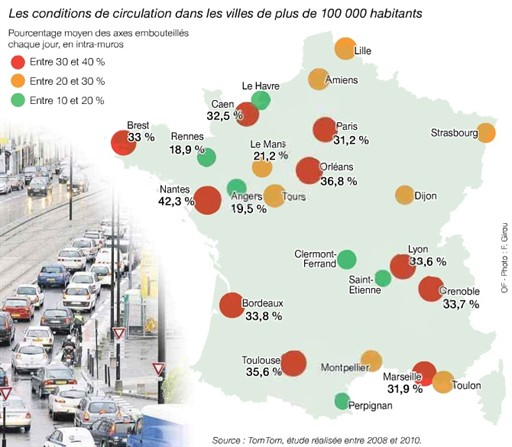 Les conditions de circulation dans les villes de plus de 100 000 habitants
Pourcentage moyen des axes embouteillés
chaque jour, en intra-muros
Entre 30 et 40 %
Entre 20 et 30 %
Entre 10 et 20 %
Lille
Amiens
Le Havre
Caen
32,5 %
Paris
31,2 %
Strasbourg
Brest
33 %
Rennes
18,9 %
Le Mans
21,2 %
Orléans
36,8 %
Nantes
42,3 %
Angers
19,5 %
Tours
Dijon
Clermont-
Ferrand
Lyon
33,6 %
Saint-
Etienne
Grenoble
33,7 %
Bordeaux
33,8 %
Toulouse
35,6 %
Montpellier
Marseille
31,9 %
Toulon
Perpignan
OF - Photo : F. Girou
Source : TomTom, étude réalisée entre 2008 et 2010.